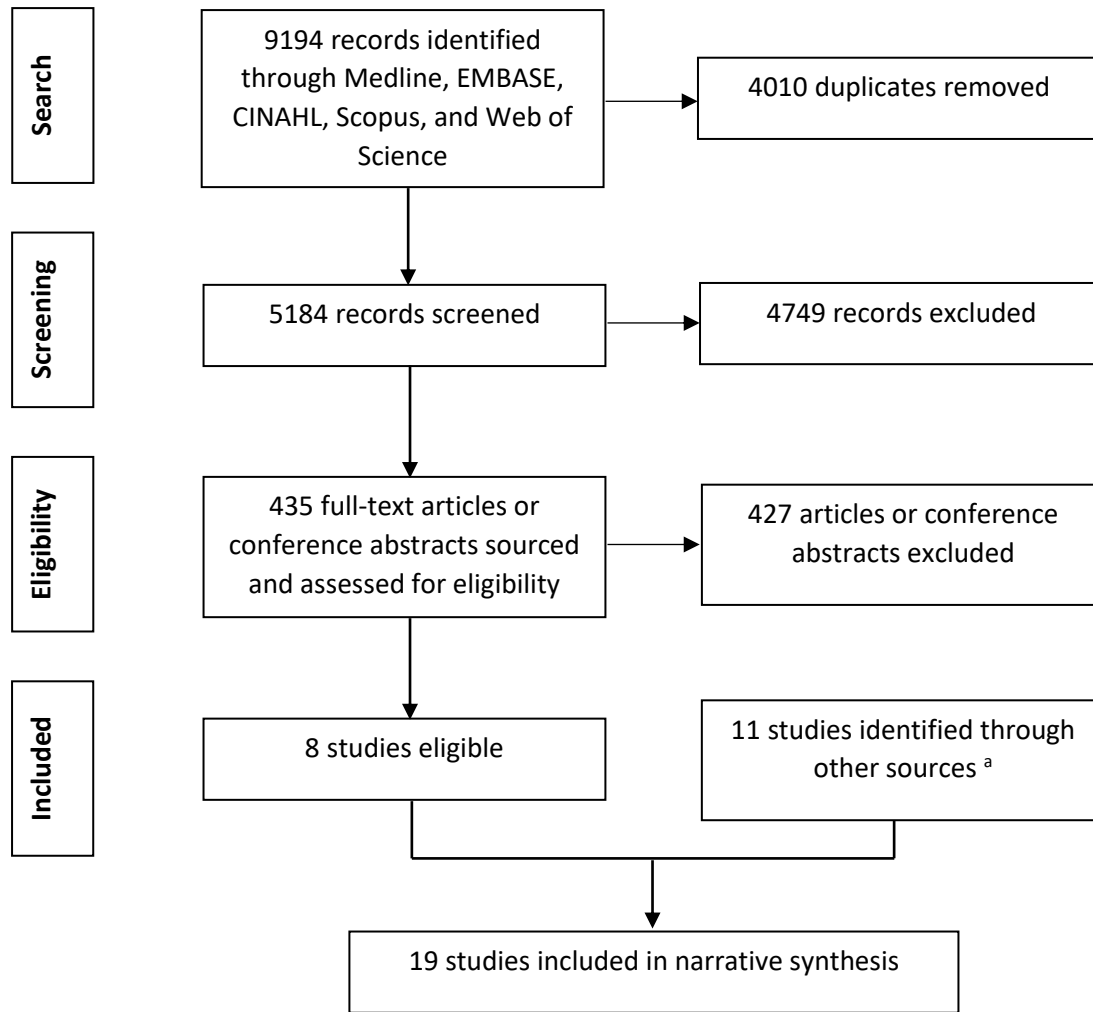 Search
9194 records identified
through Medline, EMBASE,
CINAHL, Scopus, and Web of
Science
4010 duplicates removed
Screening
5184 records screened
4749 records excluded
Eligibility
435 full-text articles or
conference abstracts sourced
and assessed for eligibility
427 articles or conference
abstracts excluded
Included
8 studies eligible
11 studies identified through
other sources ª
19 studies included in narrative synthesis